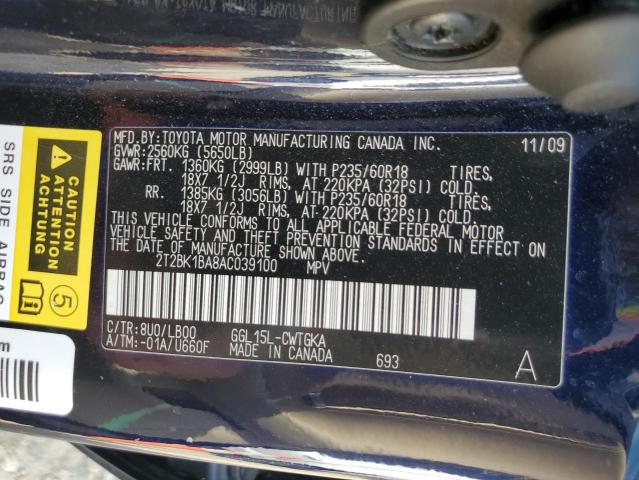 MFD.BY:TOYOTA MOTOR MANUFACTURING CANADA INC. 11/09
GVWR:2560KG (5650LB)
GAWR:FRT. 1360KG (2999LB) WITH P235/60R18 TIRES,
18X7 1/2J RIMS, AT 220KPA (32PSI) COLD.
RR. 1385KG (3056LB) WITH P235/60R18 TIRES,
18X7 1/2J RIMS, AT 220KPA (32PSI) COLD.
THIS VEHICLE CONFORMS TO ALL APPLICABLE FEDERAL MOTOR
VEHICLE SAFETY AND THEFT PREVENTION STANDARDS IN EFFECT ON
THE DATE OF MANUFACTURE SHOWN ABOVE.
2T2BK1BA8AC039100 MPV
C/TR:8U0/LB00 GGL15L-CWTGKA
A/TM:-01A/U660F MADE IN CANADA 693 A
SRS SIDE AIRBAG
CAUTION
ATTENTION
ACHTUNG
5